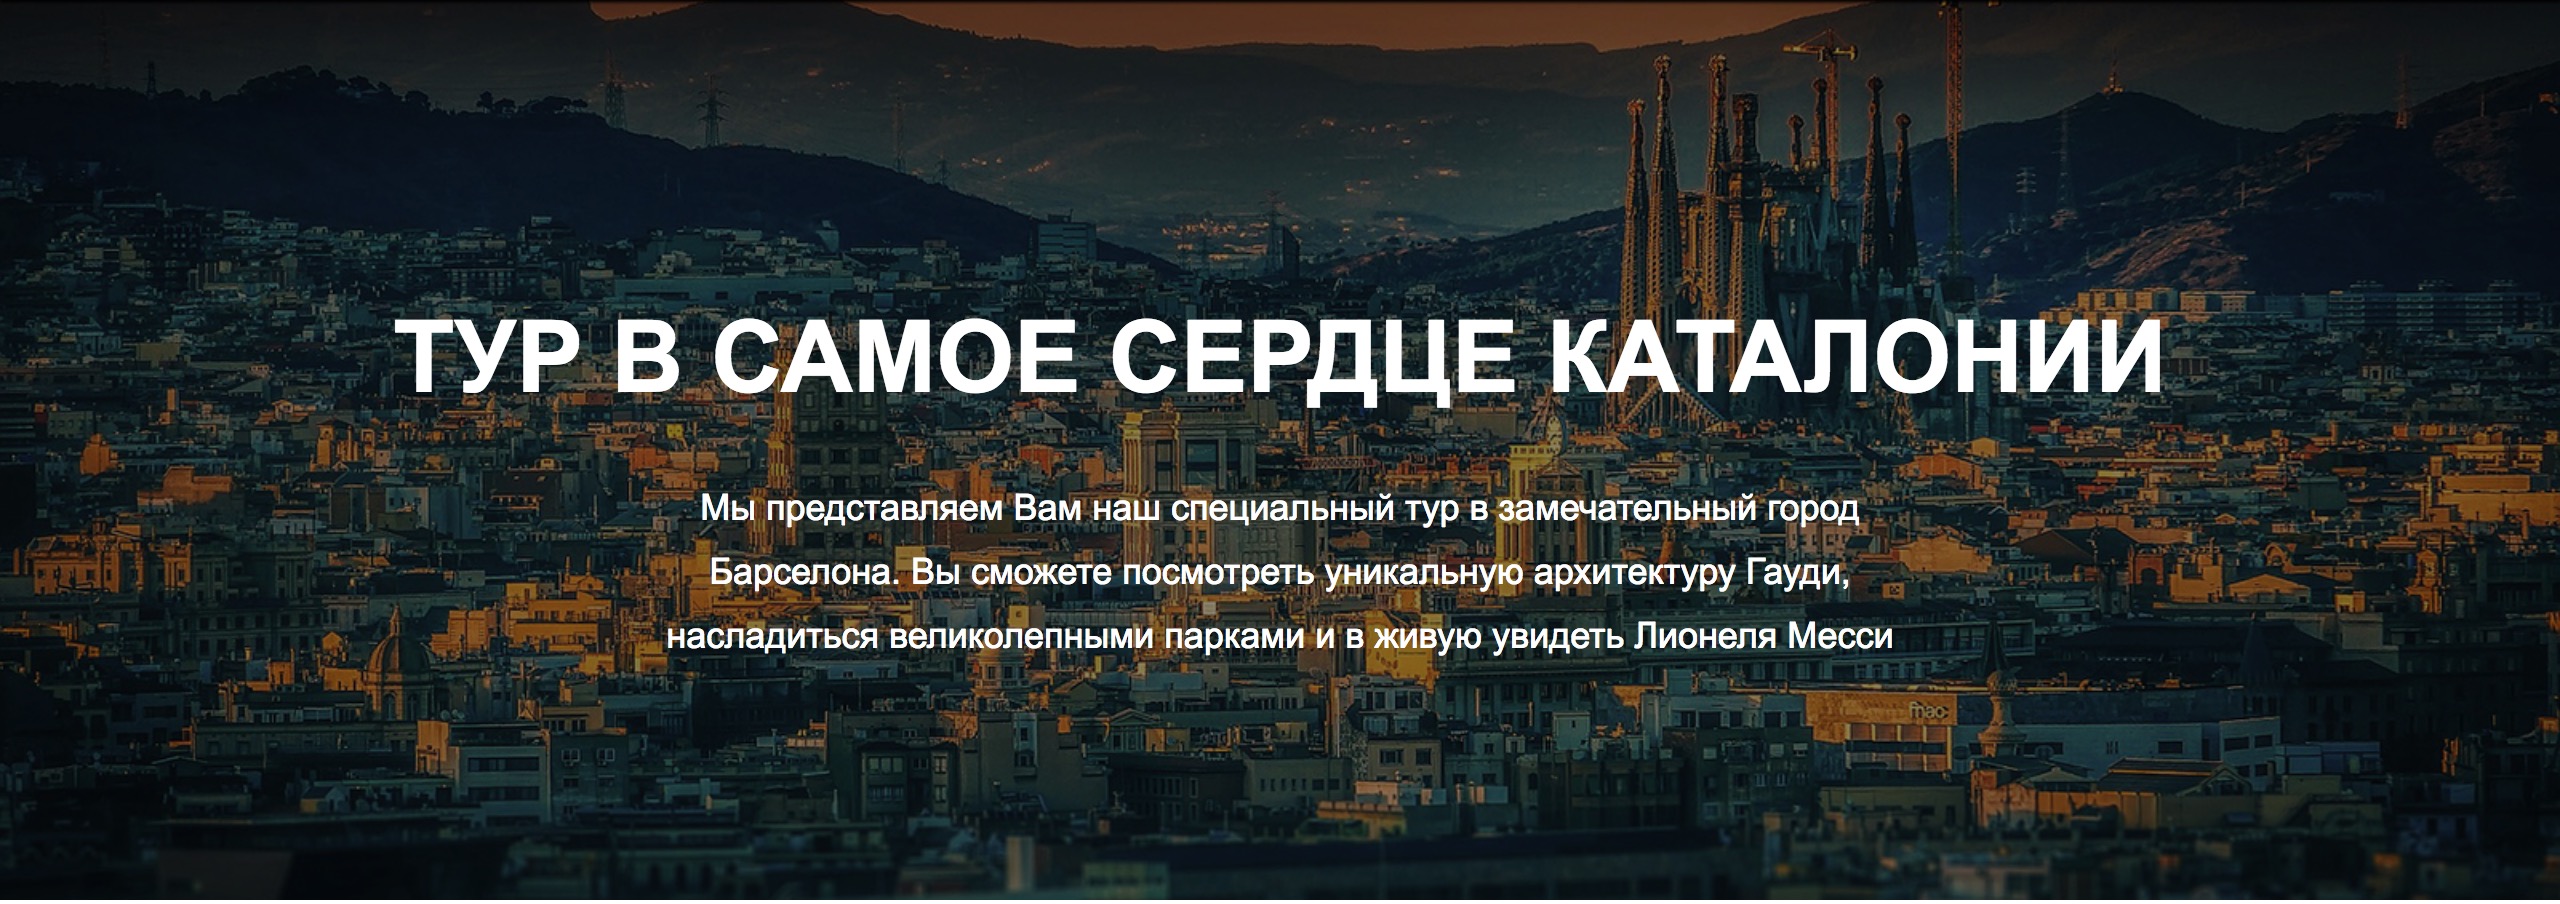 ТУР В САМОЕ СЕРДЦЕ КАТАЛОНИИ
Мы представляем Вам наш специальный тур в замечательный город
Барселона. Вы сможете посмотреть уникальную архитектуру Гауди,
насладиться великолепными парками и в живую увидеть Лионеля Месси
fnac